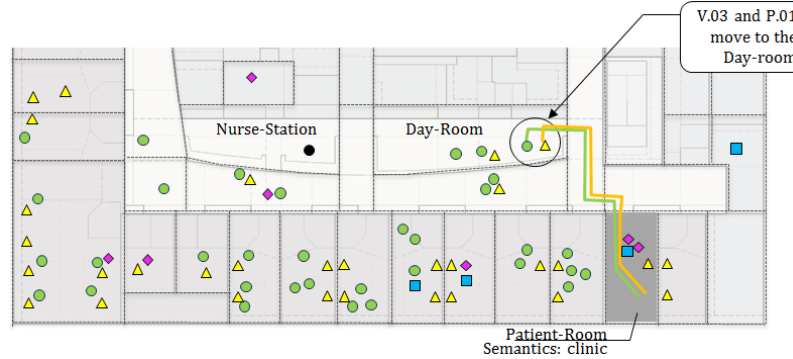 V.03 and P.01
move to the
Day-room
Nurse-Station
Day-Room
Patient-Room
Semantics: clinic